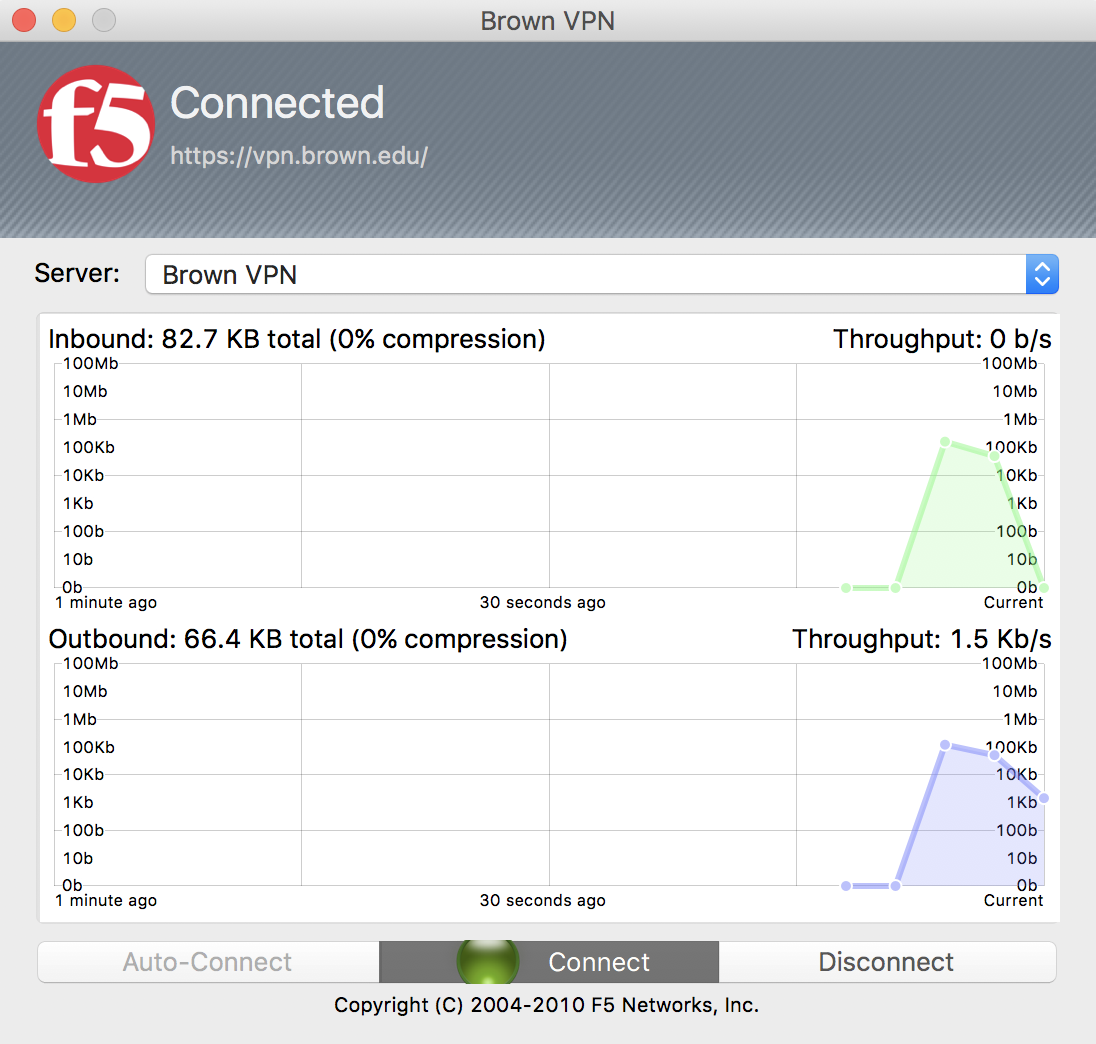 Brown VPN
f5
Connected
https://vpn.brown.edu/
Server: Brown VPN
Inbound: 82.7 KB total (0% compression) Throughput: 0 b/s
100Mb 100Mb
10Mb 10Mb
1Mb 1Mb
100Kb 100Kb
10Kb 10Kb
1Kb 1Kb
100b 100b
10b 10b
0b 0b
1 minute ago 30 seconds ago Current
Outbound: 66.4 KB total (0% compression) Throughput: 1.5 Kb/s
100Mb 100Mb
10Mb 10Mb
1Mb 1Mb
100Kb 100Kb
10Kb 10Kb
1Kb 1Kb
100b 100b
10b 10b
0b 0b
1 minute ago 30 seconds ago Current
Auto-Connect Connect Disconnect
Copyright (C) 2004-2010 F5 Networks, Inc.